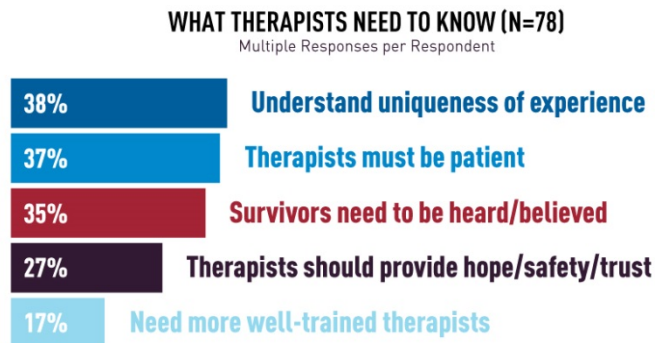 WHAT THERAPISTS NEED TO KNOW (N=78)
Multiple Responses per Respondent
38% Understand uniqueness of experience
37% Therapists must be patient
35% Survivors need to be heard/believed
27% Therapists should provide hope/safety/trust
17% Need more well-trained therapists